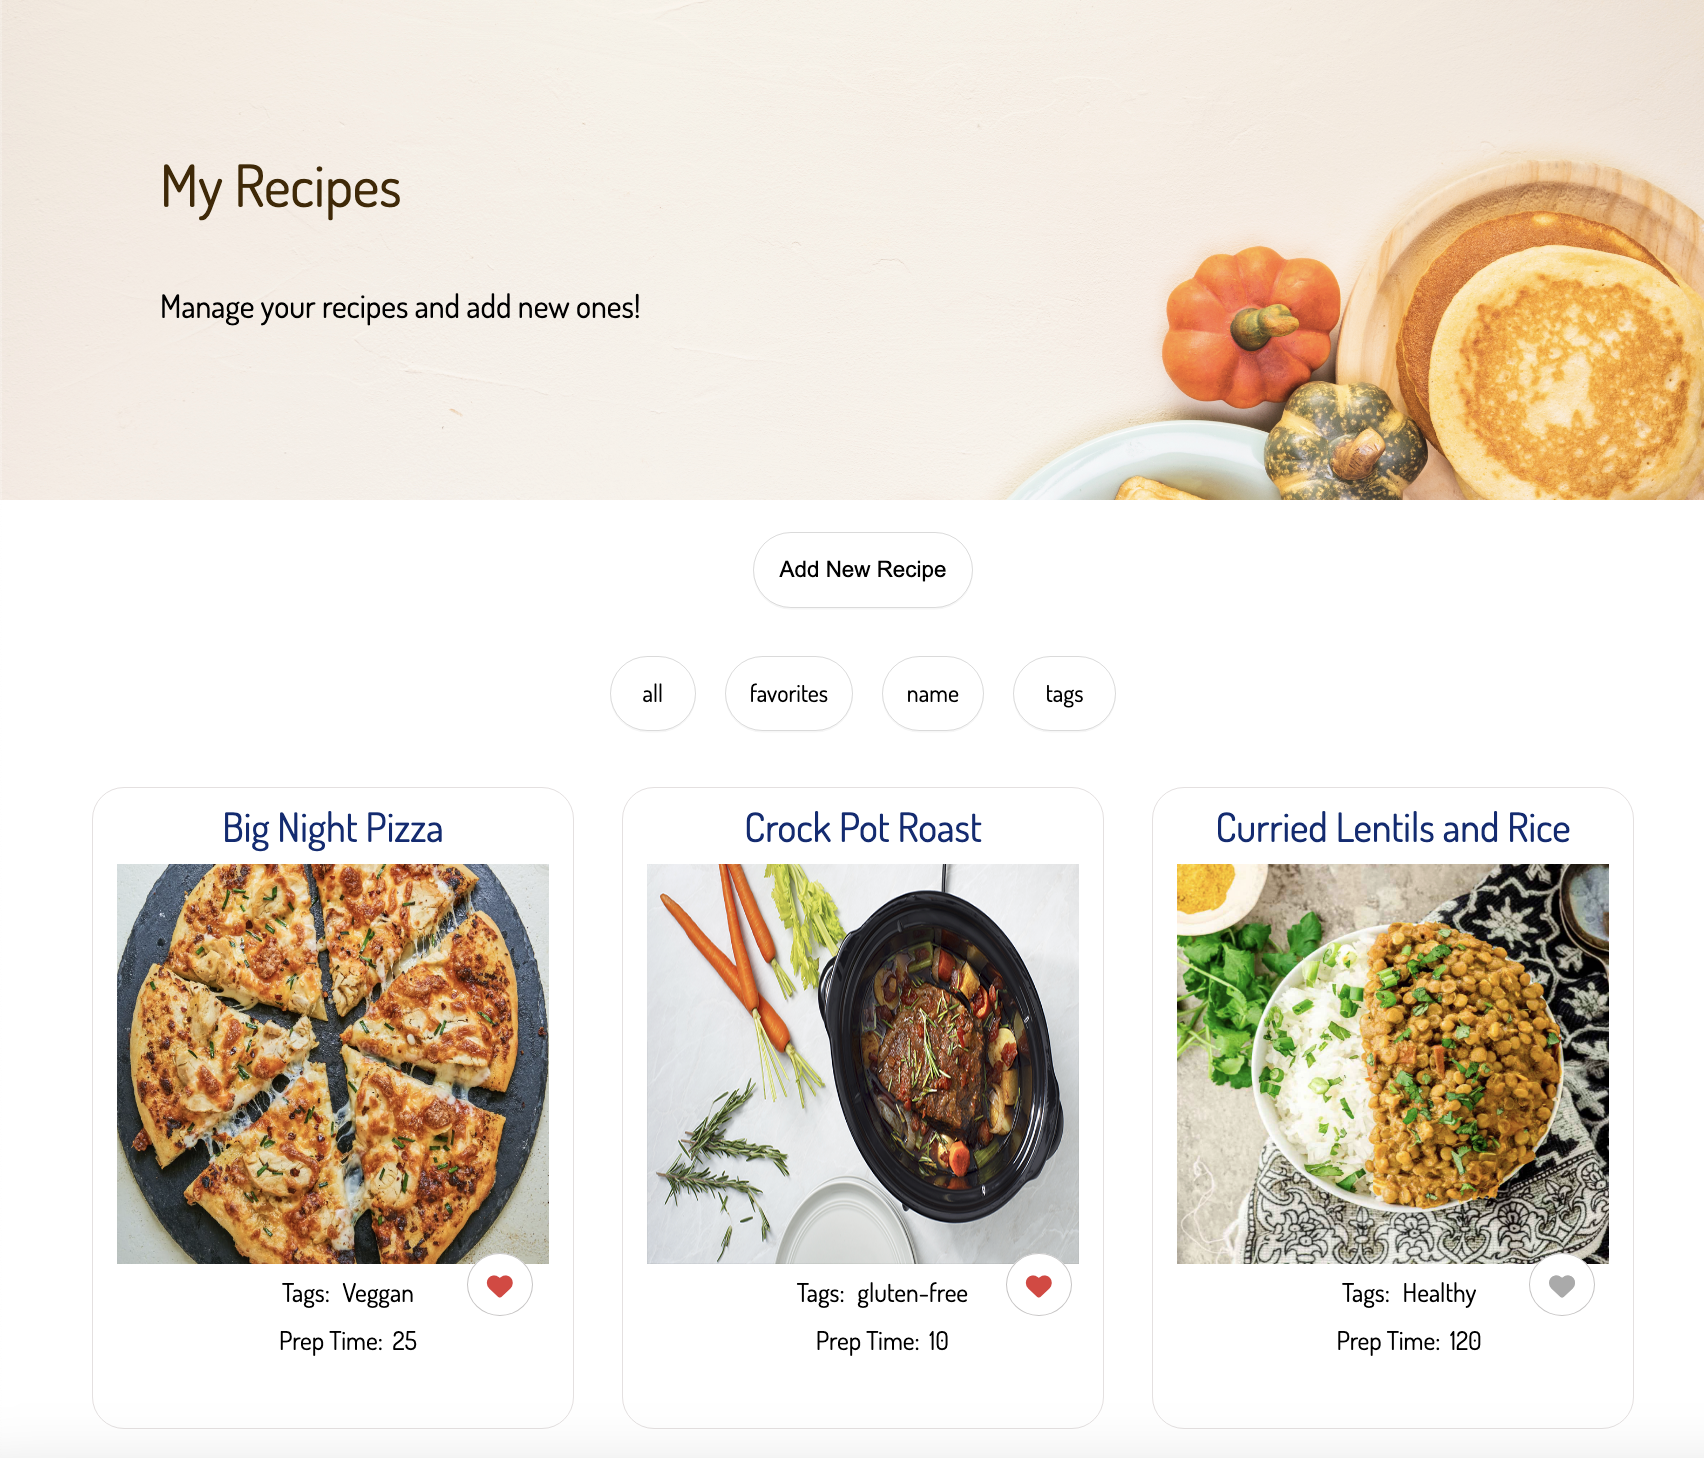 My Recipes
Manage your recipes and add new ones!
Add New Recipe
all favorites name tags
Big Night Pizza
Tags: Veggan
Prep Time: 25
Crock Pot Roast
Tags: gluten-free
Prep Time: 10
Curried Lentils and Rice
Tags: Healthy
Prep Time: 120